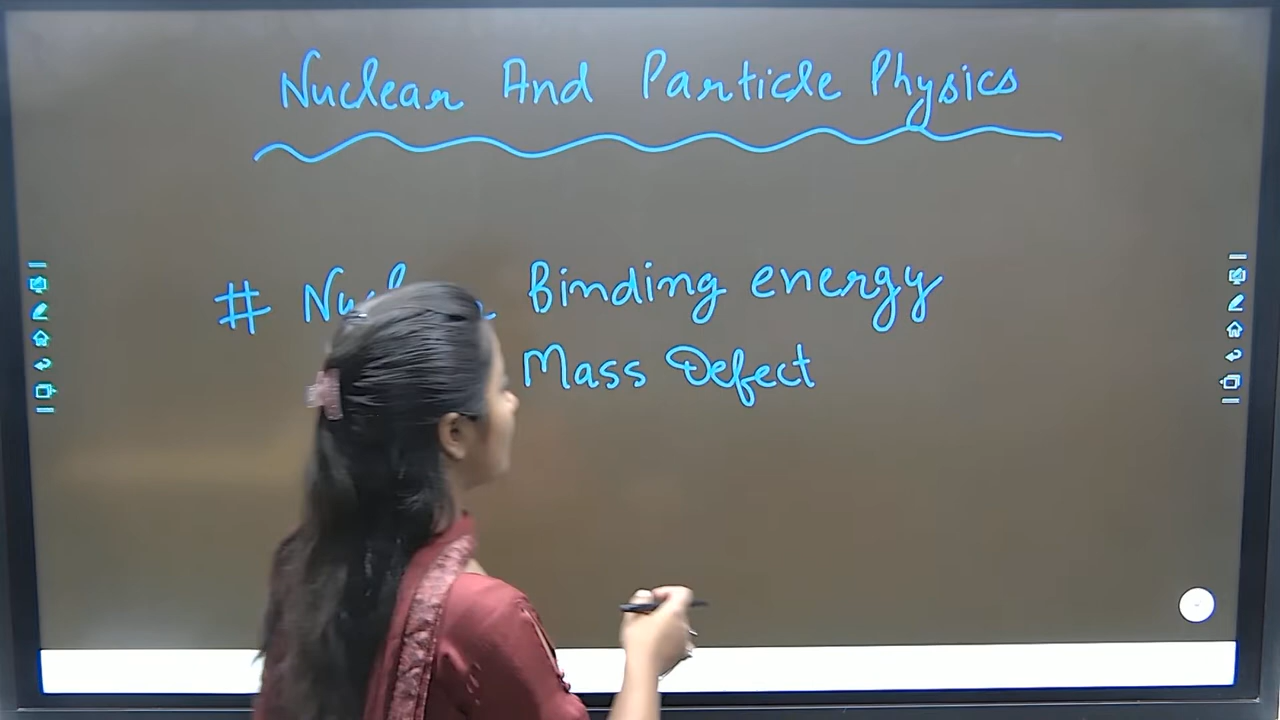 Nuclear And Particle Physics
# Binding energy
Mass Defect